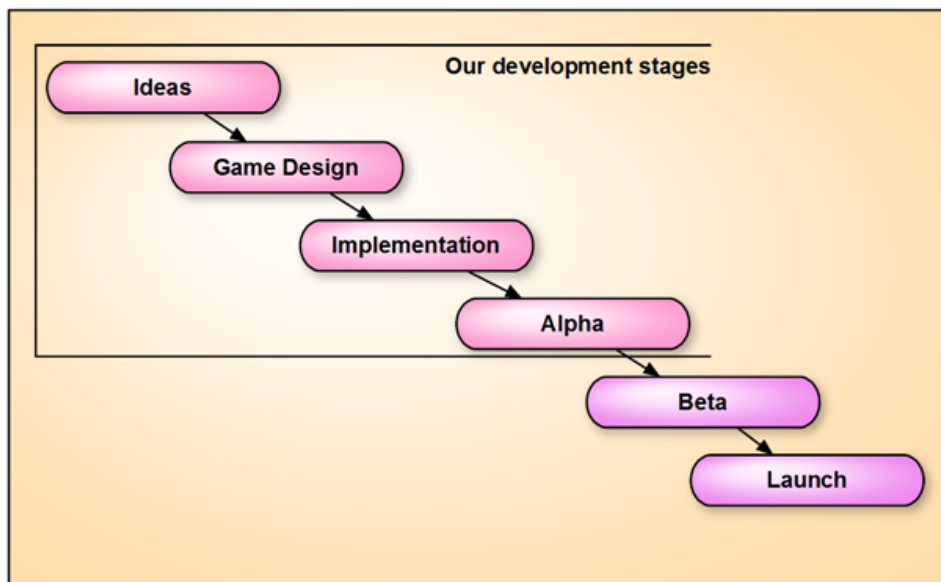 Our development stages
Ideas
Game Design
Implementation
Alpha
Beta
Launch